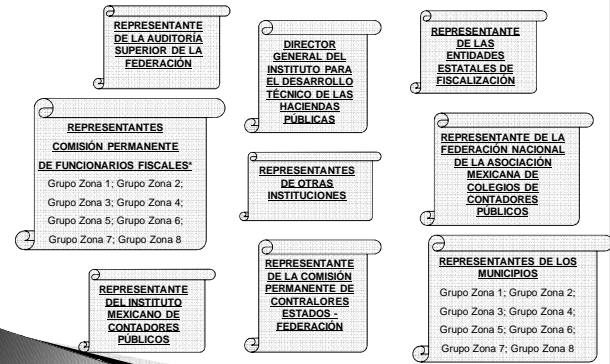 REPRESENTANTE
DE LA AUDITORÍA
SUPERIOR DE LA
FEDERACIÓN
DIRECTOR
GENERAL DEL
INSTITUTO PARA
EL DESARROLLO
TÉCNICO DE LAS
HACIENDAS
PÚBLICAS
REPRESENTANTE
DE LAS
ENTIDADES
ESTATALES DE
FISCALIZACIÓN
REPRESENTANTES
COMISIÓN PERMANENTE
DE FUNCIONARIOS FISCALES*
Grupo Zona 1; Grupo Zona 2;
Grupo Zona 3; Grupo Zona 4;
Grupo Zona 5; Grupo Zona 6;
Grupo Zona 7; Grupo Zona 8
REPRESENTANTES
DE OTRAS
INSTITUCIONES
REPRESENTANTE DE LA
FEDERACIÓN NACIONAL
DE LA ASOCIACIÓN
MEXICANA DE
COLEGIOS DE
CONTADORES
PÚBLICOS
REPRESENTANTE
DEL INSTITUTO
MEXICANO DE
CONTADORES
PÚBLICOS
REPRESENTANTE
DE LA COMISIÓN
PERMANENTE DE
CONTRALORES
ESTADOS -
FEDERACIÓN
REPRESENTANTES DE LOS
MUNICIPIOS
Grupo Zona 1; Grupo Zona 2;
Grupo Zona 3; Grupo Zona 4;
Grupo Zona 5; Grupo Zona 6;
Grupo Zona 7; Grupo Zona 8